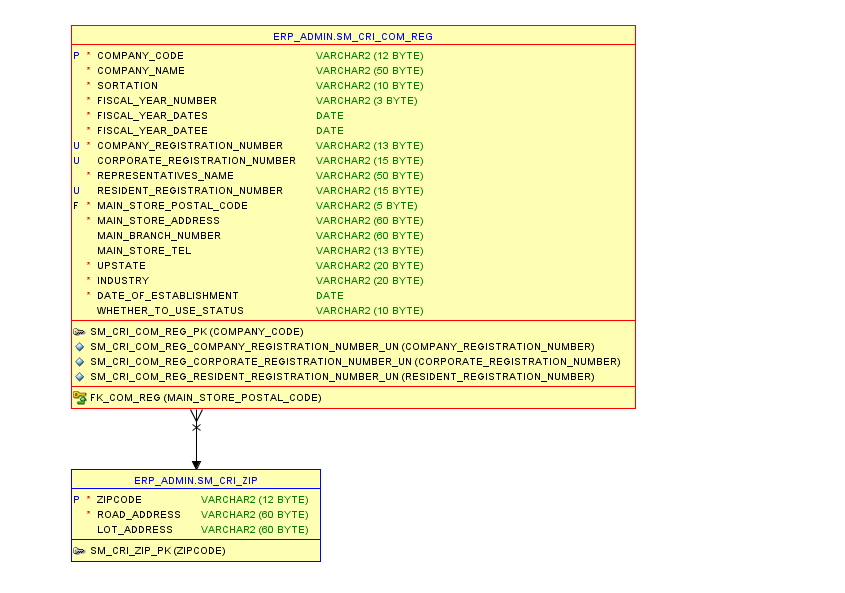 ERP_ADMIN.SM_CRI_COM_REG
P * COMPANY_CODE VARCHAR2 (12 BYTE)
* COMPANY_NAME VARCHAR2 (50 BYTE)
* SORTATION VARCHAR2 (10 BYTE)
* FISCAL_YEAR_NUMBER VARCHAR2 (3 BYTE)
* FISCAL_YEAR_DATES DATE
* FISCAL_YEAR_DATEE DATE
U * COMPANY_REGISTRATION_NUMBER VARCHAR2 (13 BYTE)
U CORPORATE_REGISTRATION_NUMBER VARCHAR2 (15 BYTE)
* REPRESENTATIVES_NAME VARCHAR2 (50 BYTE)
U RESIDENT_REGISTRATION_NUMBER VARCHAR2 (15 BYTE)
F * MAIN_STORE_POSTAL_CODE VARCHAR2 (5 BYTE)
* MAIN_STORE_ADDRESS VARCHAR2 (60 BYTE)
MAIN_BRANCH_NUMBER VARCHAR2 (60 BYTE)
MAIN_STORE_TEL VARCHAR2 (13 BYTE)
* UPSTATE VARCHAR2 (20 BYTE)
* INDUSTRY VARCHAR2 (20 BYTE)
* DATE_OF_ESTABLISHMENT DATE
WHETHER_TO_USE_STATUS VARCHAR2 (10 BYTE)
SM_CRI_COM_REG_PK (COMPANY_CODE)
SM_CRI_COM_REG_COMPANY_REGISTRATION_NUMBER_UN (COMPANY_REGISTRATION_NUMBER)
SM_CRI_COM_REG_CORPORATE_REGISTRATION_NUMBER_UN (CORPORATE_REGISTRATION_NUMBER)
SM_CRI_COM_REG_RESIDENT_REGISTRATION_NUMBER_UN (RESIDENT_REGISTRATION_NUMBER)
FK_COM_REG (MAIN_STORE_POSTAL_CODE)
ERP_ADMIN.SM_CRI_ZIP
P * ZIPCODE VARCHAR2 (12 BYTE)
* ROAD_ADDRESS VARCHAR2 (60 BYTE)
LOT_ADDRESS VARCHAR2 (60 BYTE)
SM_CRI_ZIP_PK (ZIPCODE)